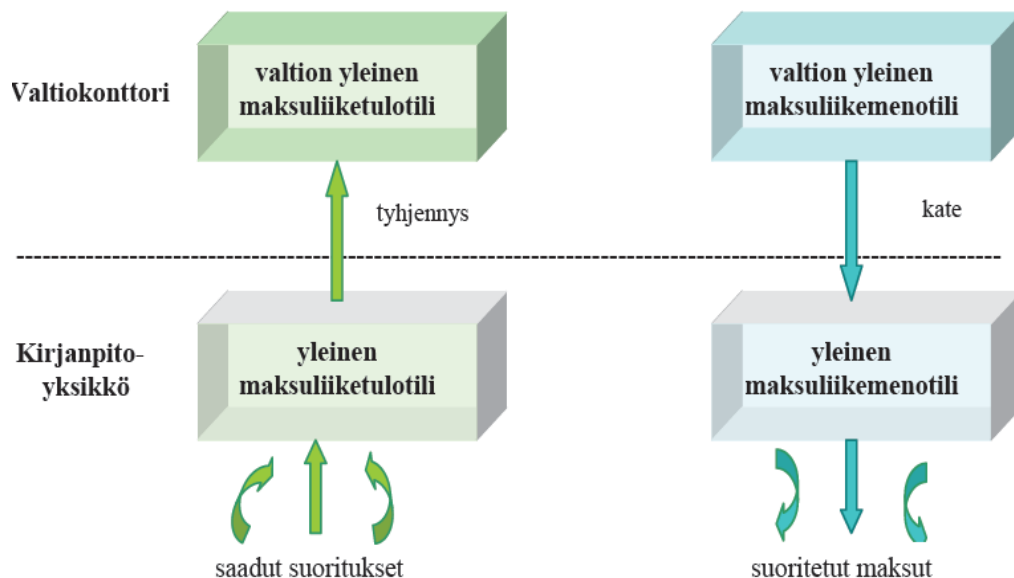 Valtiokonttori
valtion yleinen
maksuliiketulotili
valtion yleinen
maksuliikemenotili
tyhjennys
kate
Kirjanpito-
yksikkö
yleinen
maksuliiketulotili
yleinen
maksuliikemenotili
saadut suoritukset
suoritetut maksut